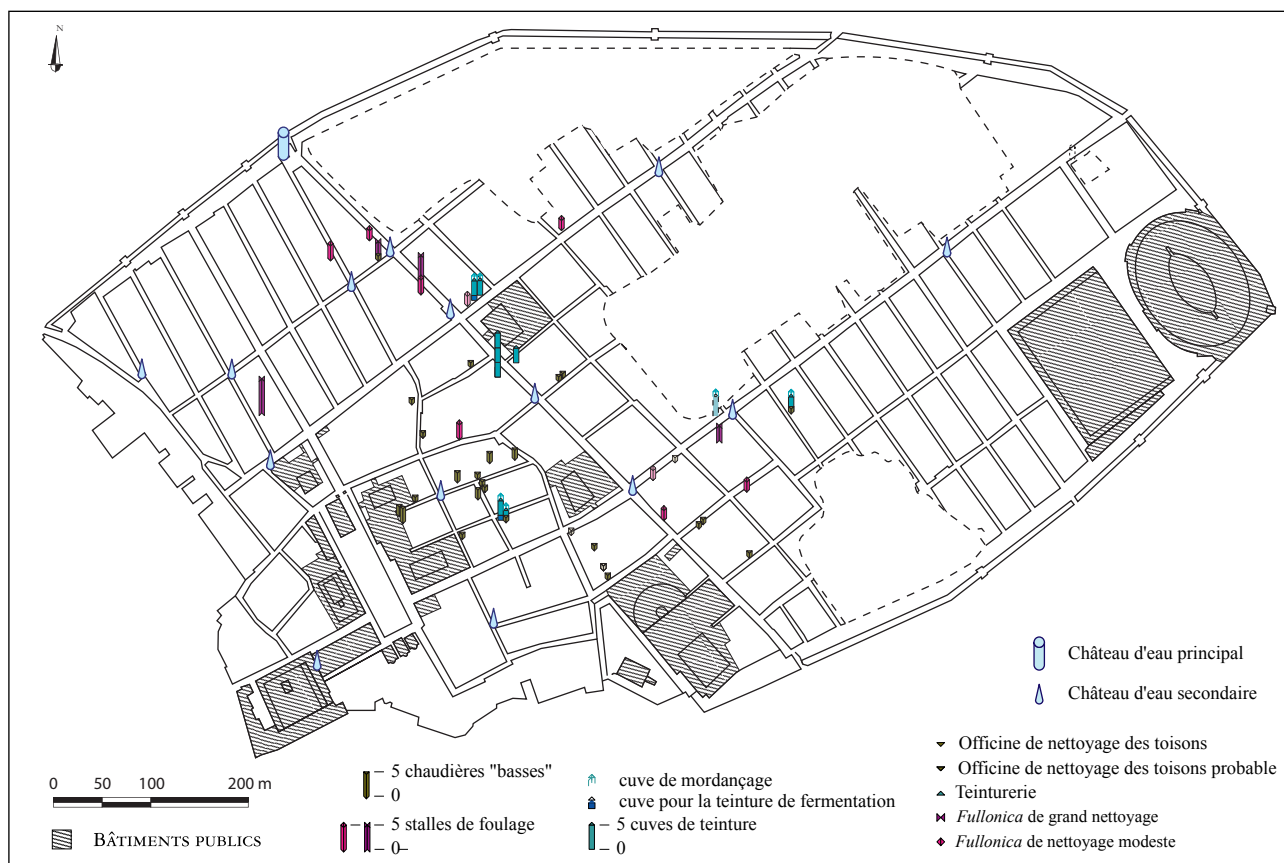 N
Château d'eau principal
Château d'eau secondaire
Officine de nettoyage des toisons
Officine de nettoyage des toisons probable
Teinturerie
Fullonica de grand nettoyage
Fullonica de nettoyage modeste
0 50 100 200 m
BÂTIMENTS PUBLICS
5 chaudières "basses"
0
5 stalles de foulage
0
cuve de mordançage
cuve pour la teinture de fermentation
5 cuves de teinture
0